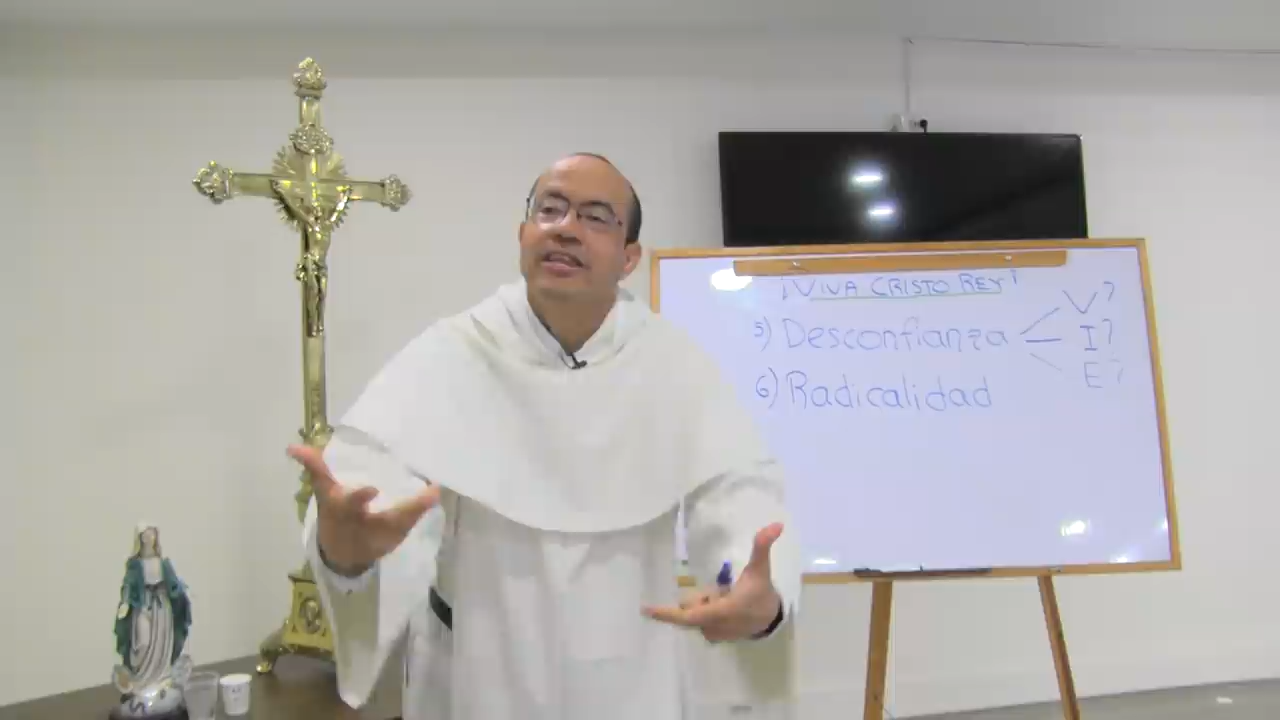 ¡VIVA CRISTO REY!
5) Desconfianza V?
I?
E?
6) Radicalidad